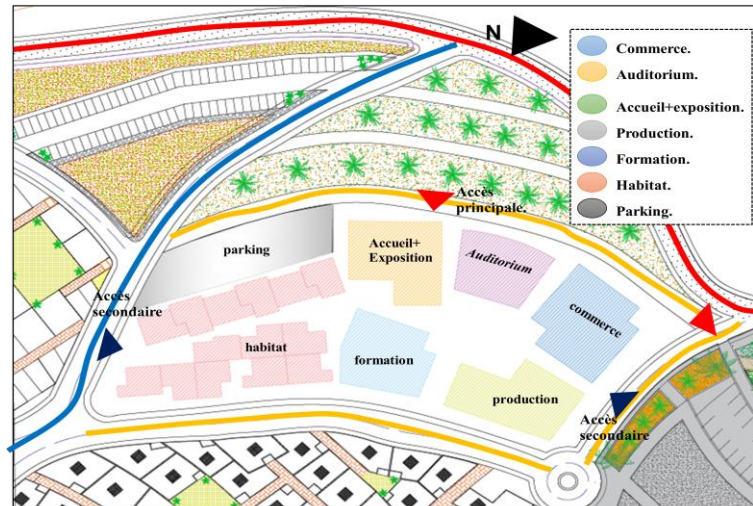 N
Commerce.
Auditorium.
Accueil+exposition.
Production.
Formation.
Habitat.
Parking.
Accès
principale.
parking
Accueil+
Exposition
Auditorium
commerce
Accès
secondaire
habitat
formation
production
Accès
secondaire